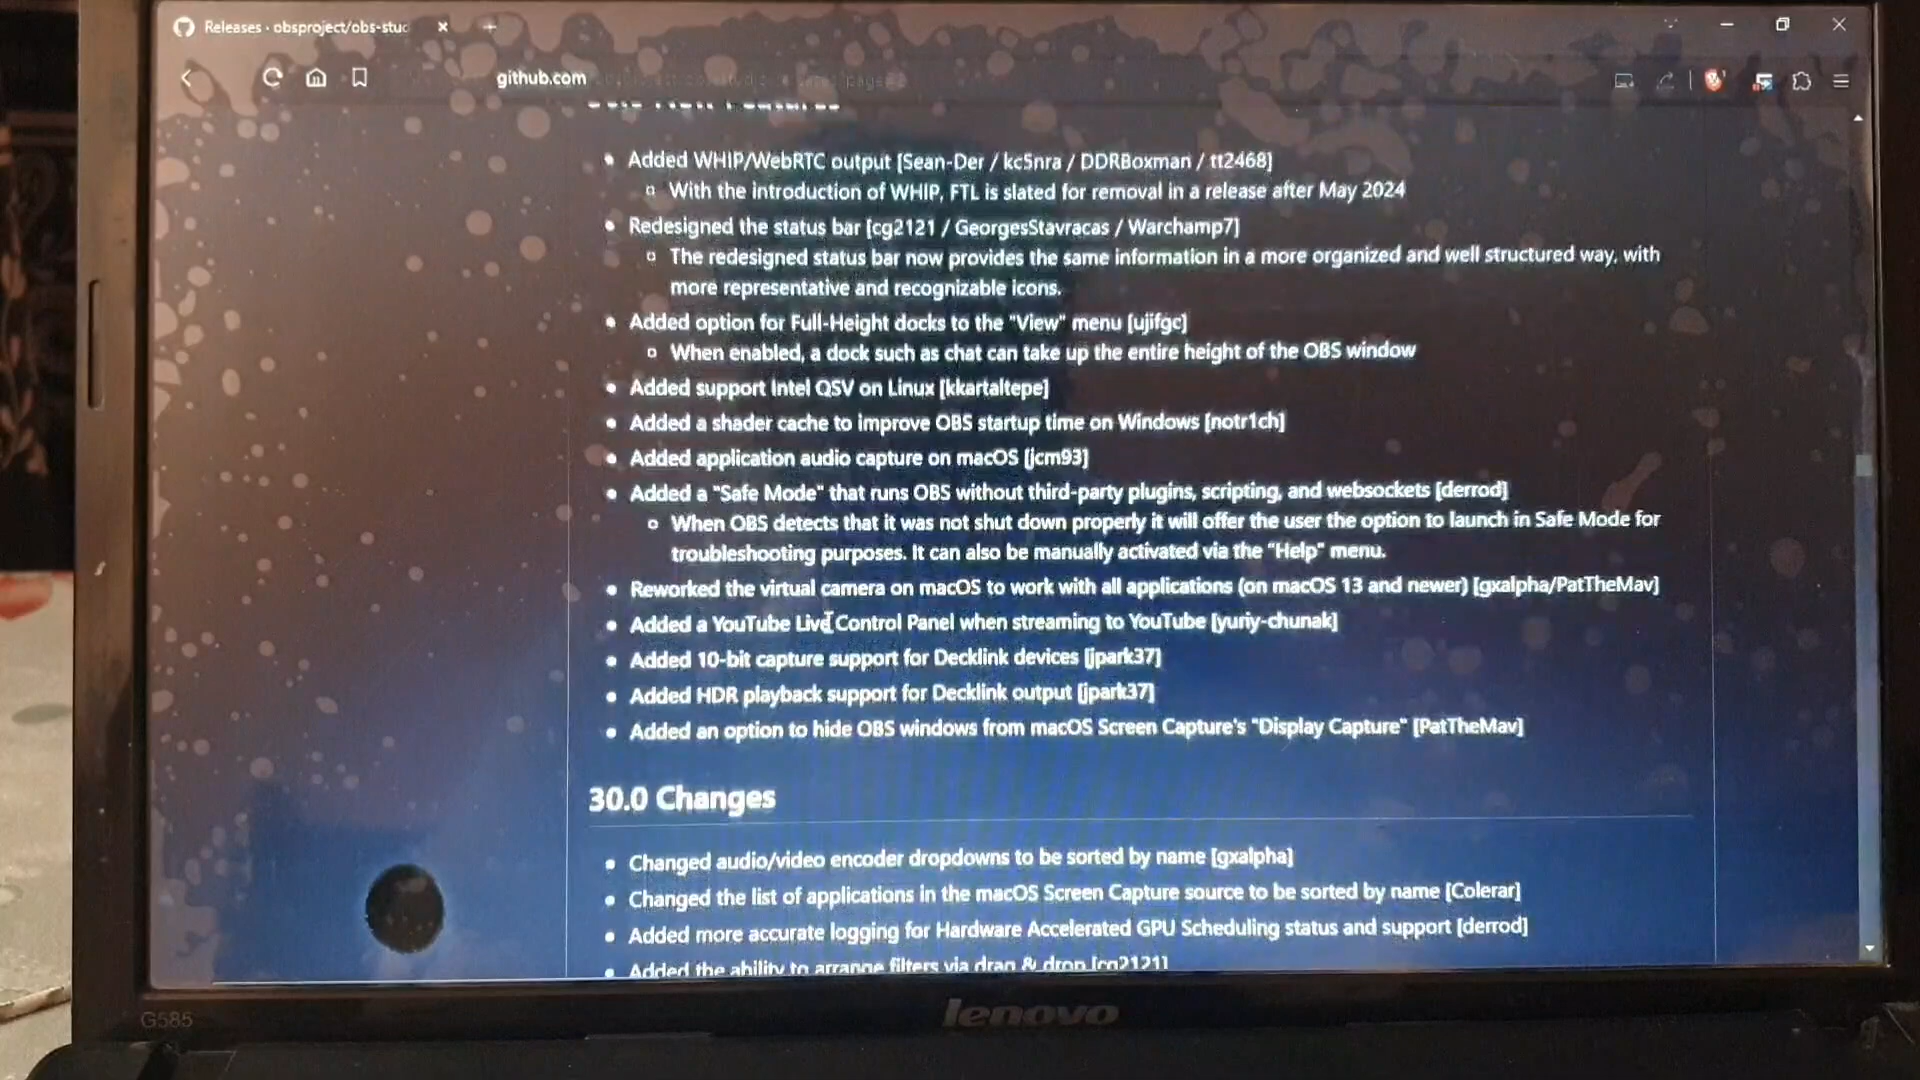 Releases · obsproject/obs-stud
github.com
Added WHIP/WebRTC output [Sean-Der / kc5nra / DDRBoxman / tt2468]
With the introduction of WHIP, FTL is slated for removal in a release after May 2024
Redesigned the status bar [cg2121 / GeorgesStavracas / Warchamp7]
The redesigned status bar now provides the same information in a more organized and well structured way, with
more representative and recognizable icons.
Added option for Full-Height docks to the "View" menu [ujifgc]
When enabled, a dock such as chat can take up the entire height of the OBS window
Added support Intel QSV on Linux [kkartaltepe]
Added a shader cache to improve OBS startup time on Windows [notr1ch]
Added application audio capture on macOS [jcm93]
Added a "Safe Mode" that runs OBS without third-party plugins, scripting, and websockets [derrod]
When OBS detects that it was not shut down properly it will offer the user the option to launch in Safe Mode for
troubleshooting purposes. It can also be manually activated via the "Help" menu.
Reworked the virtual camera on macOS to work with all applications (on macOS 13 and newer) [gxalpha/PatTheMav]
Added a YouTube Live Control Panel when streaming to YouTube [yuriy-chunak]
Added 10-bit capture support for Decklink devices [jpark37]
Added HDR playback support for Decklink output [jpark37]
Added an option to hide OBS windows from macOS Screen Capture's "Display Capture" [PatTheMav]
30.0 Changes
Changed audio/video encoder dropdowns to be sorted by name [gxalpha]
Changed the list of applications in the macOS Screen Capture source to be sorted by name [Colerar]
Added more accurate logging for Hardware Accelerated GPU Scheduling status and support [derrod]
Added the ability to arrange filters via drag & drop [cg2121]
G585
lenovo